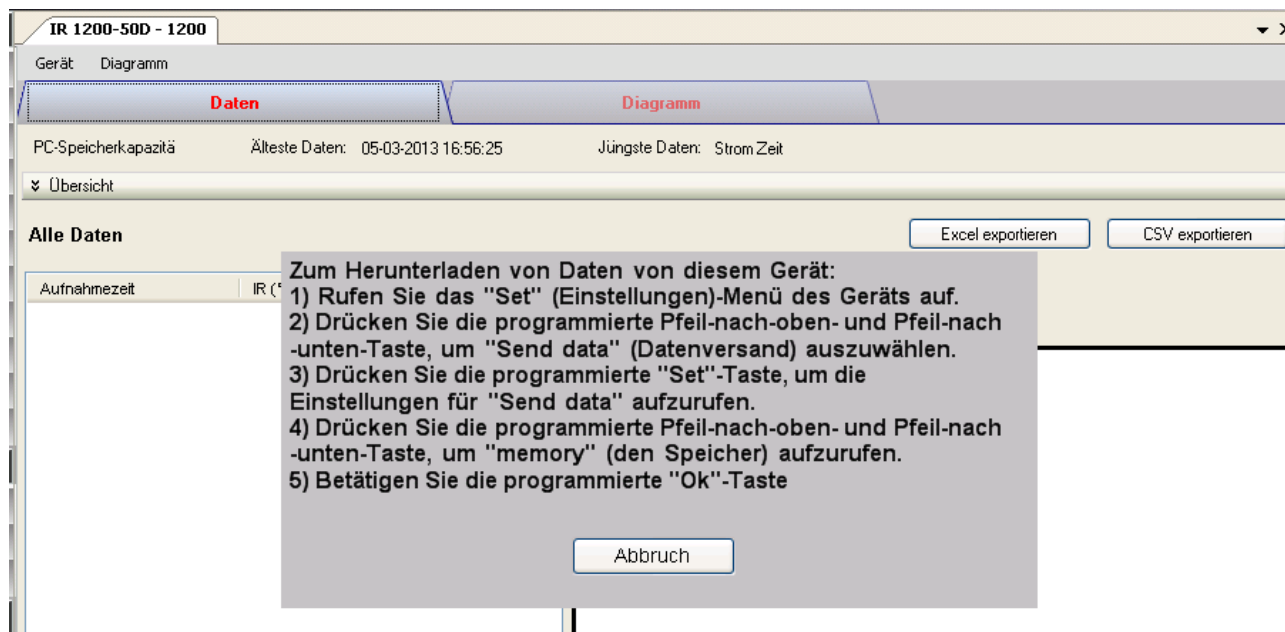 IR 1200-50D - 1200
Gerät Diagramm
Daten Diagramm
PC-Speicherkapazitä Älteste Daten: 05-03-2013 16:56:25 Jüngste Daten: Strom Zeit
Übersicht
Alle Daten Excel exportieren CSV exportieren
Aufnahmezeit IR (°
Zum Herunterladen von Daten von diesem Gerät:
1) Rufen Sie das "Set" (Einstellungen)-Menü des Geräts auf.
2) Drücken Sie die programmierte Pfeil-nach-oben- und Pfeil-nach
-unten-Taste, um "Send data" (Datenversand) auszuwählen.
3) Drücken Sie die programmierte "Set"-Taste, um die
Einstellungen für "Send data" aufzurufen.
4) Drücken Sie die programmierte Pfeil-nach-oben- und Pfeil-nach
-unten-Taste, um "memory" (den Speicher) aufzurufen.
5) Betätigen Sie die programmierte "Ok"-Taste
Abbruch